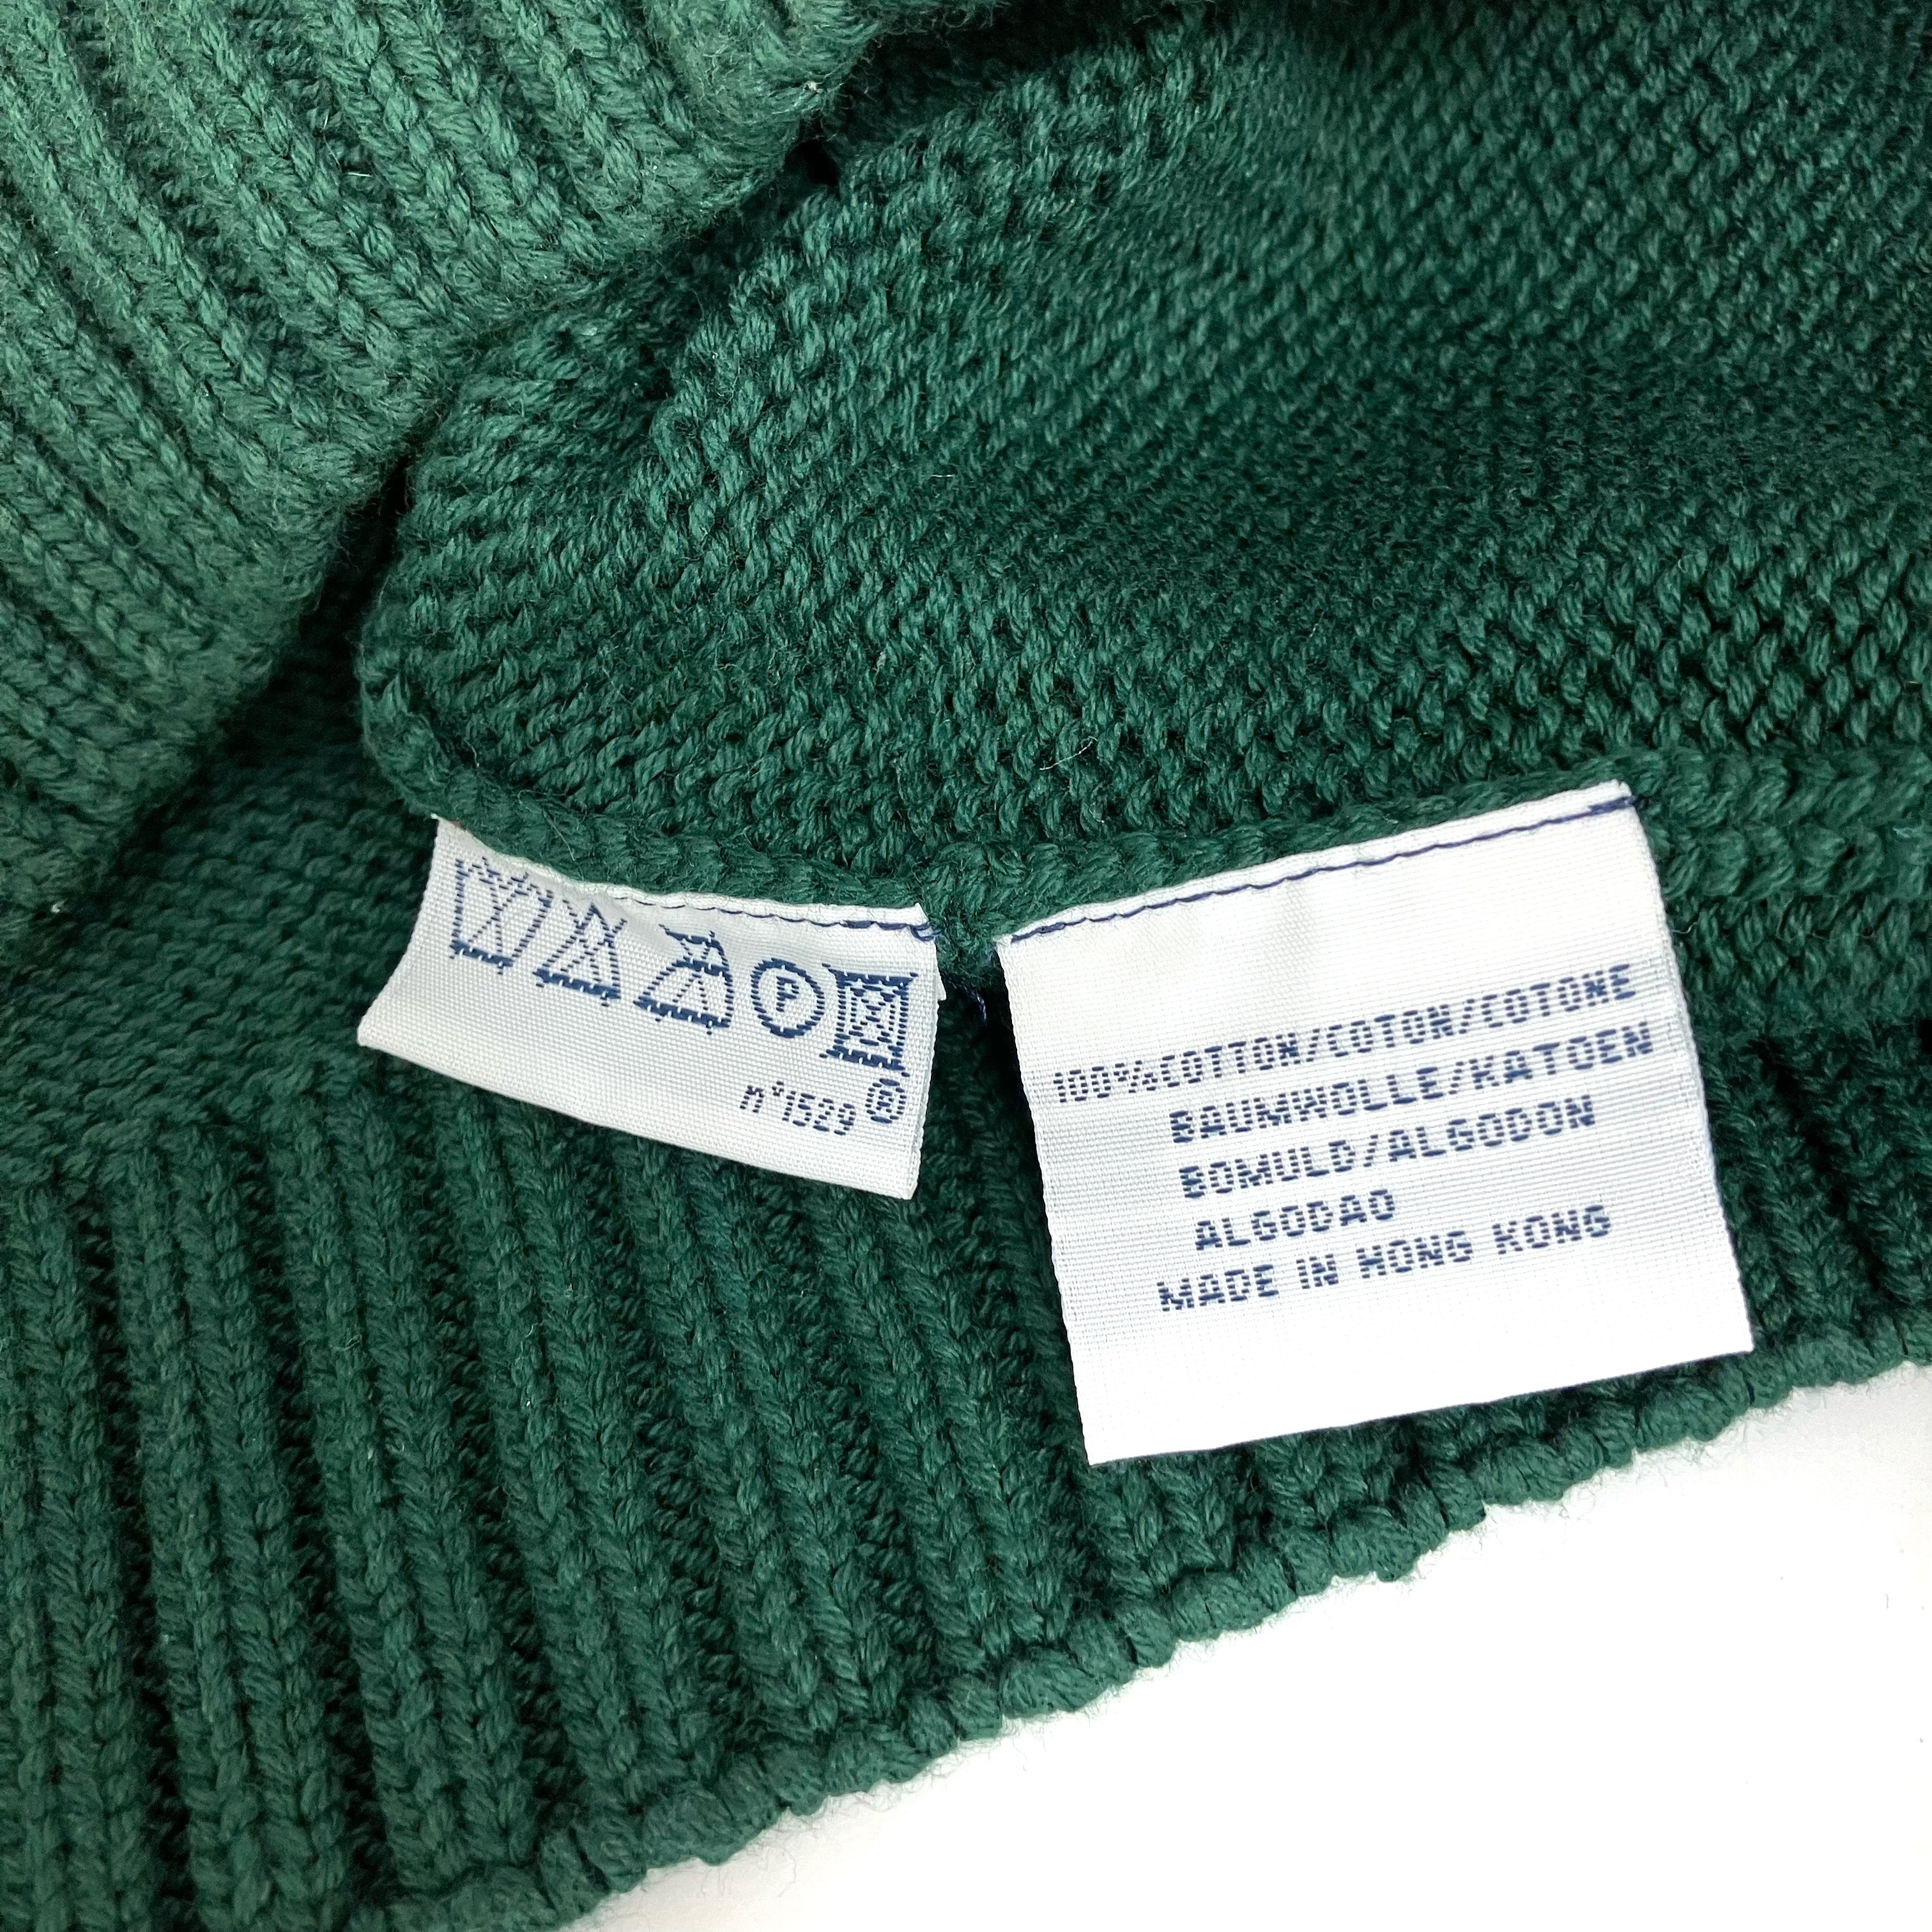 P
n°1529 ®
100%COTTON/COTON/COTONE
BAUMWOLLE/KATOEN
BOMULD/ALGODON
ALGODAO
MADE IN HONG KONG